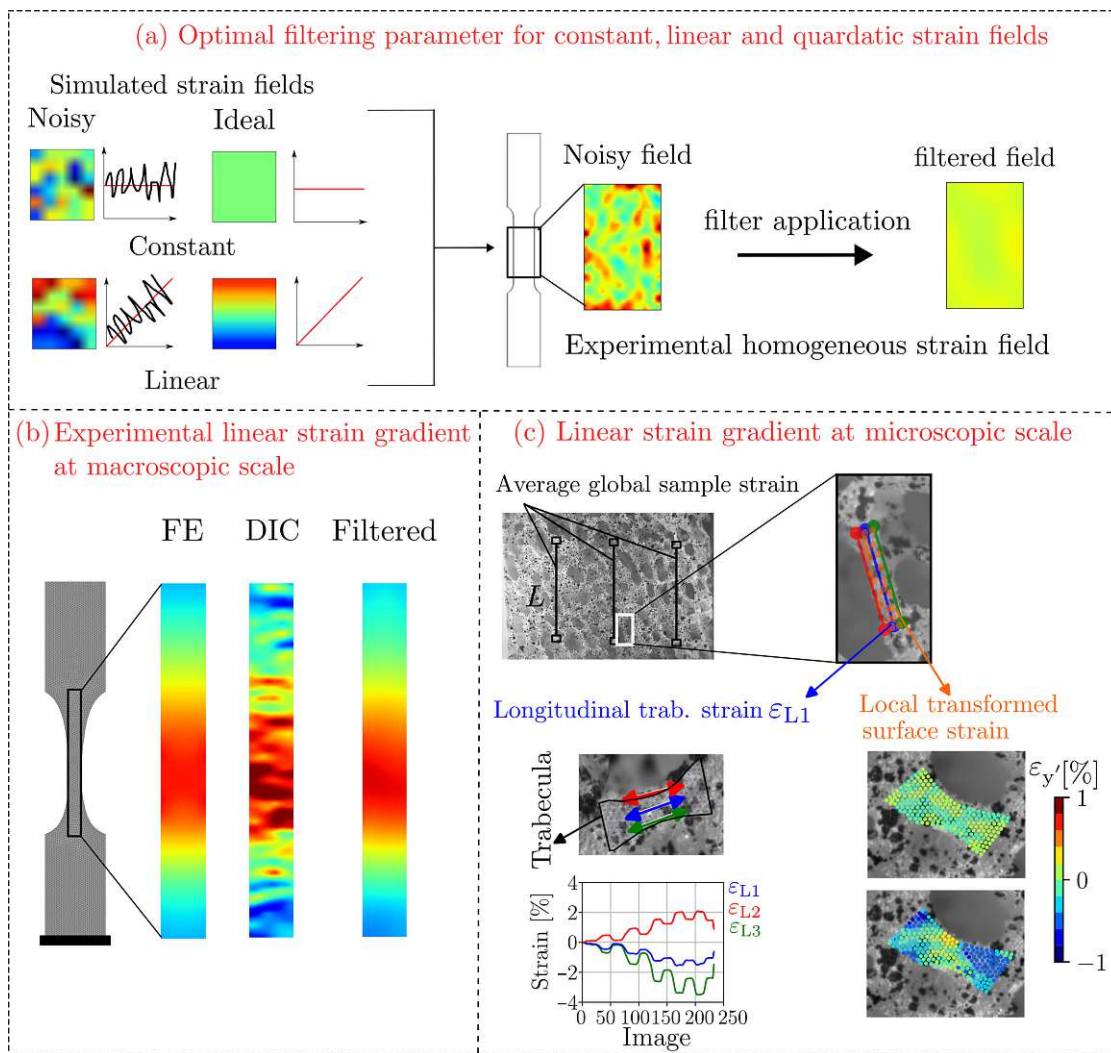 (a) Optimal filtering parameter for constant, linear and quardatic strain fields
Simulated strain fields
Noisy
Ideal
Constant
Linear
Noisy field
filter application
filtered field
Experimental homogeneous strain field
(b) Experimental linear strain gradient
at macroscopic scale
FE
DIC
Filtered
(c) Linear strain gradient at microscopic scale
Average global sample strain
L
Longitudinal trab. strain εL1
Local transformed
surface strain
Trabecula
εy'[%]
1
0
−1
εL1
εL2
εL3
Strain [%]
4
2
0
−2
−4
0 50 100 150 200 250
Image